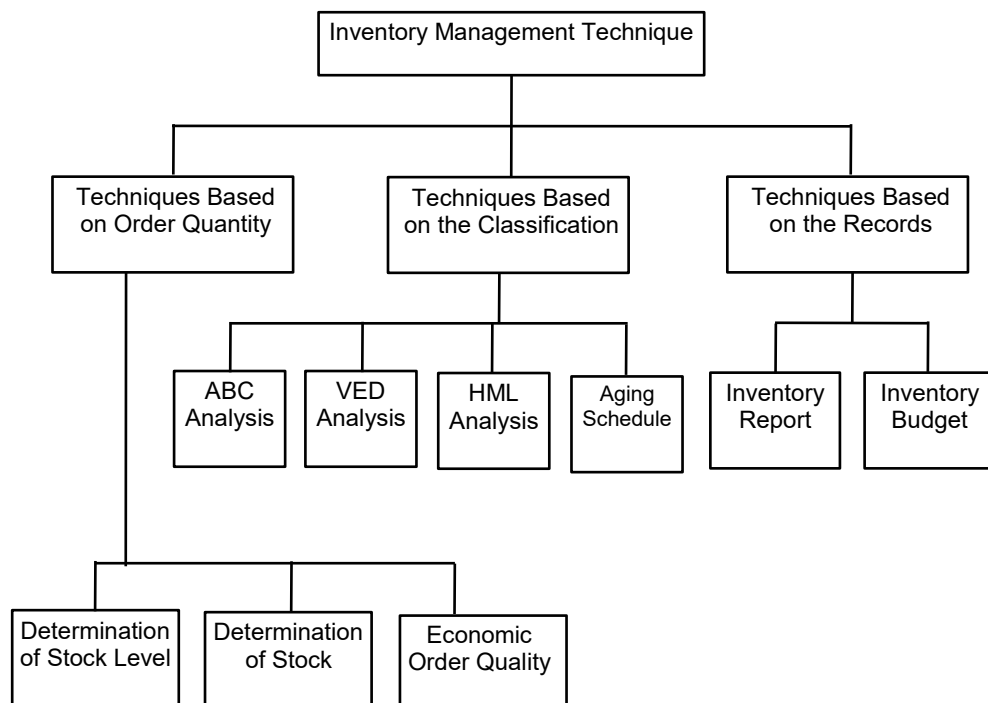 Inventory Management Technique
Techniques Based
on Order Quantity
Techniques Based
on the Classification
Techniques Based
on the Records
ABC
Analysis
VED
Analysis
HML
Analysis
Aging
Schedule
Inventory
Report
Inventory
Budget
Determination
of Stock Level
Determination
of Stock
Economic
Order Quality